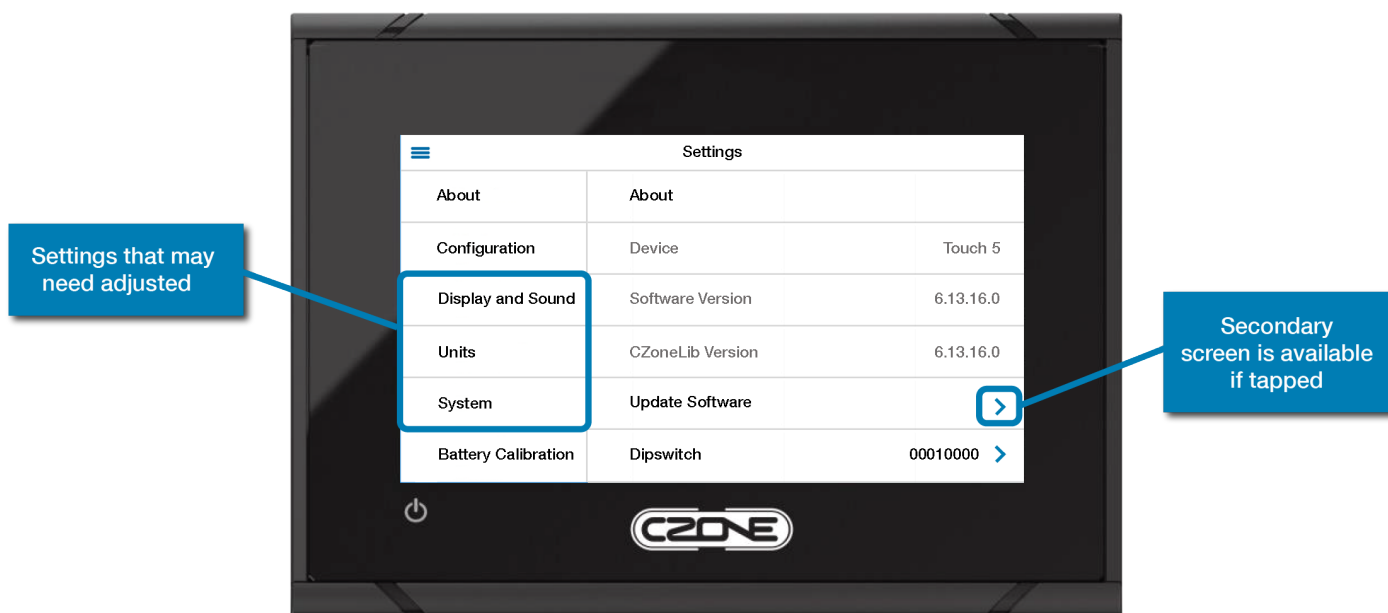 Settings
About
About
Configuration
Device
Touch 5
Settings that may
need adjusted
Display and Sound
Software Version
6.13.16.0
Units
CZoneLib Version
6.13.16.0
Secondary
screen is available
if tapped
System
Update Software
Battery Calibration
Dipswitch
00010000
CZONE